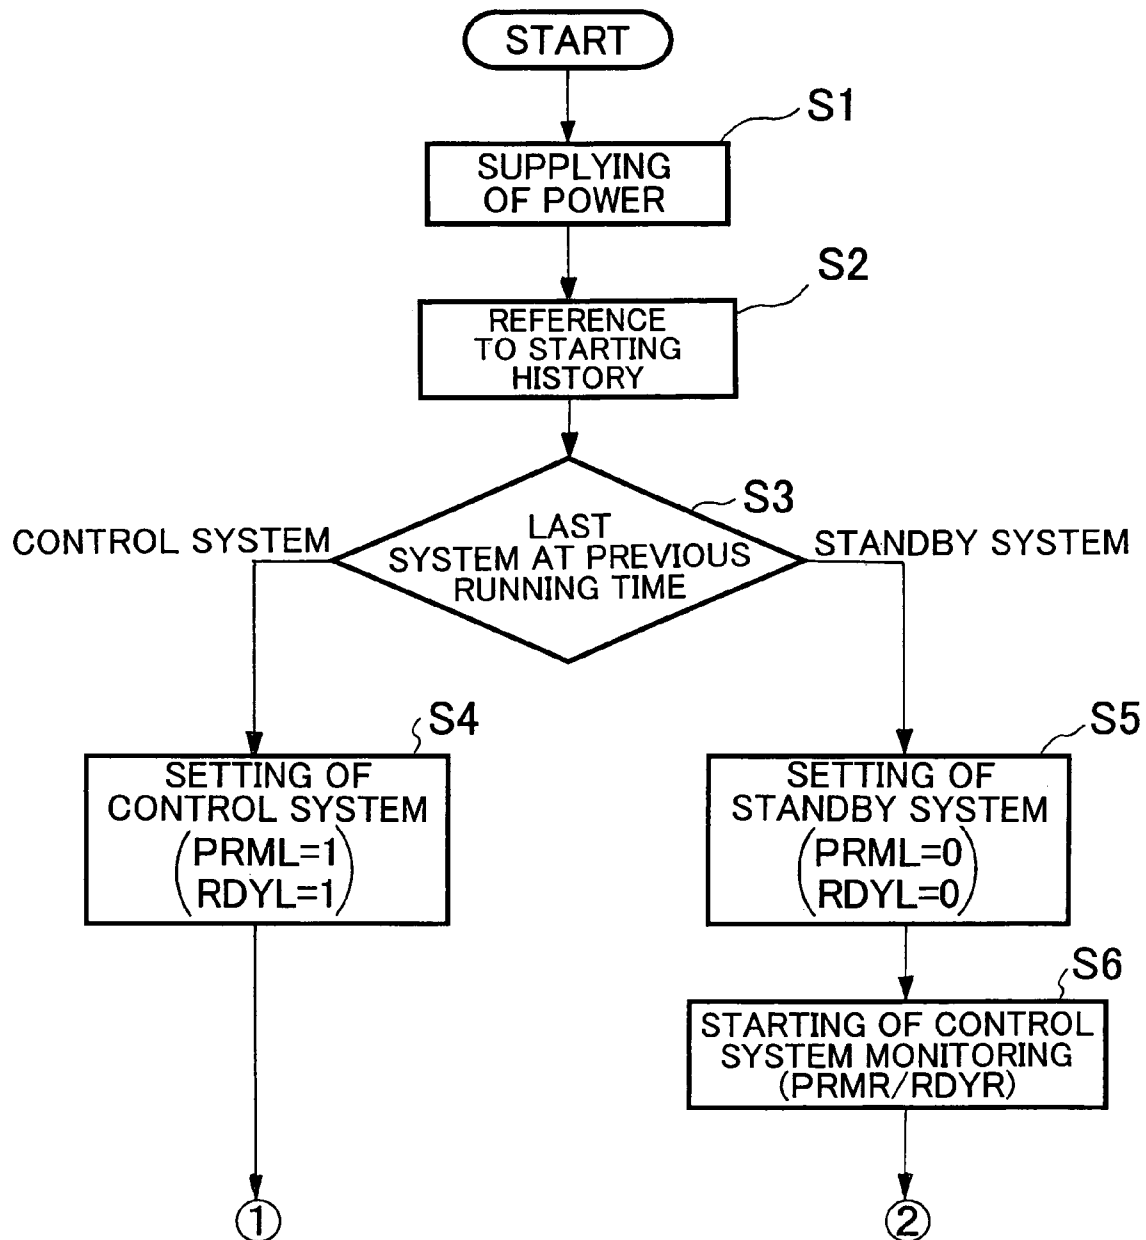 START
S1
SUPPLYING
OF POWER
S2
REFERENCE
TO STARTING
HISTORY
S3
LAST
SYSTEM AT PREVIOUS
RUNNING TIME
CONTROL SYSTEM
STANDBY SYSTEM
S4
SETTING OF
CONTROL SYSTEM
(PRML=1
RDYL=1)
S5
SETTING OF
STANDBY SYSTEM
(PRML=0
RDYL=0)
S6
STARTING OF CONTROL
SYSTEM MONITORING
(PRMR/RDYR)
①
②